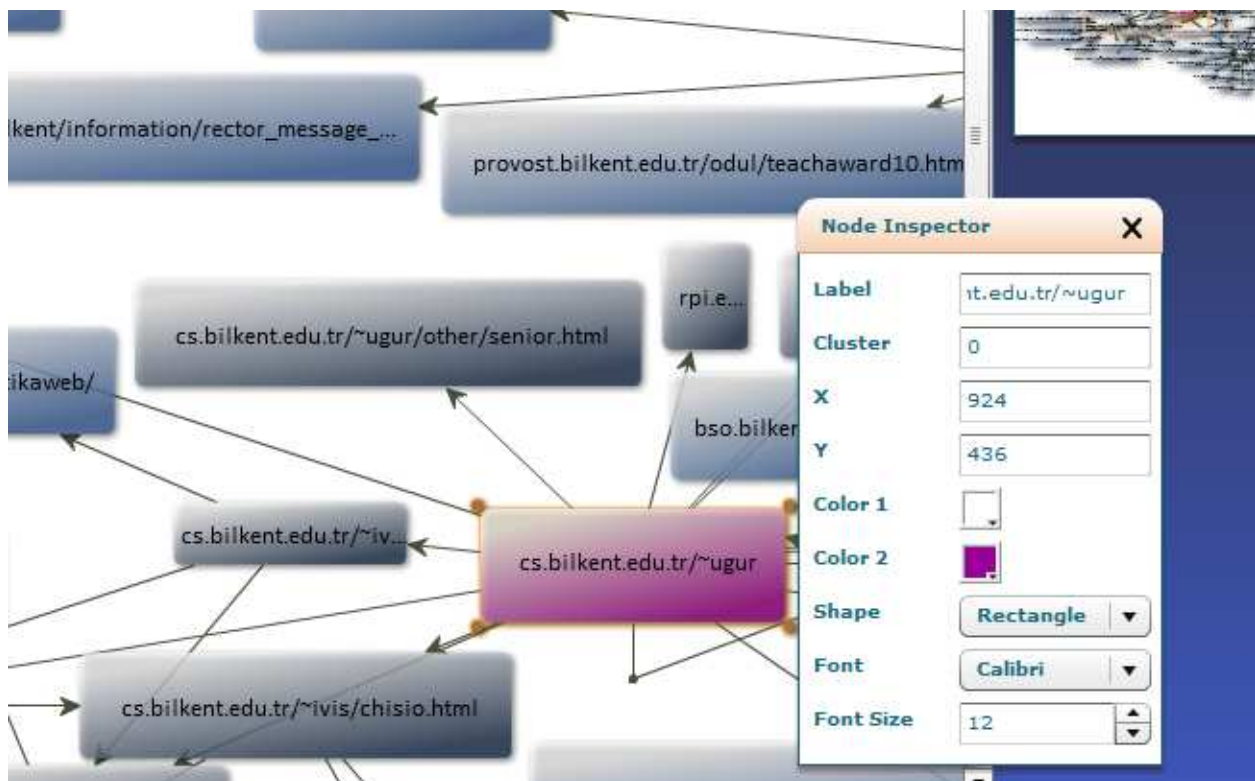 lkent/information/rector_message_...
provost.bilkent.edu.tr/odul/teachaward10.htm
Node Inspector
Label
nt.edu.tr/~ugur
Cluster
0
X
924
Y
436
Color 1
Color 2
Shape
Rectangle
Font
Calibri
Font Size
12
rpi.e...
cs.bilkent.edu.tr/~ugur/other/senior.html
ikaweb/
bso.bilker
cs.bilkent.edu.tr/~iv...
cs.bilkent.edu.tr/~ugur
cs.bilkent.edu.tr/~ivis/chisio.html